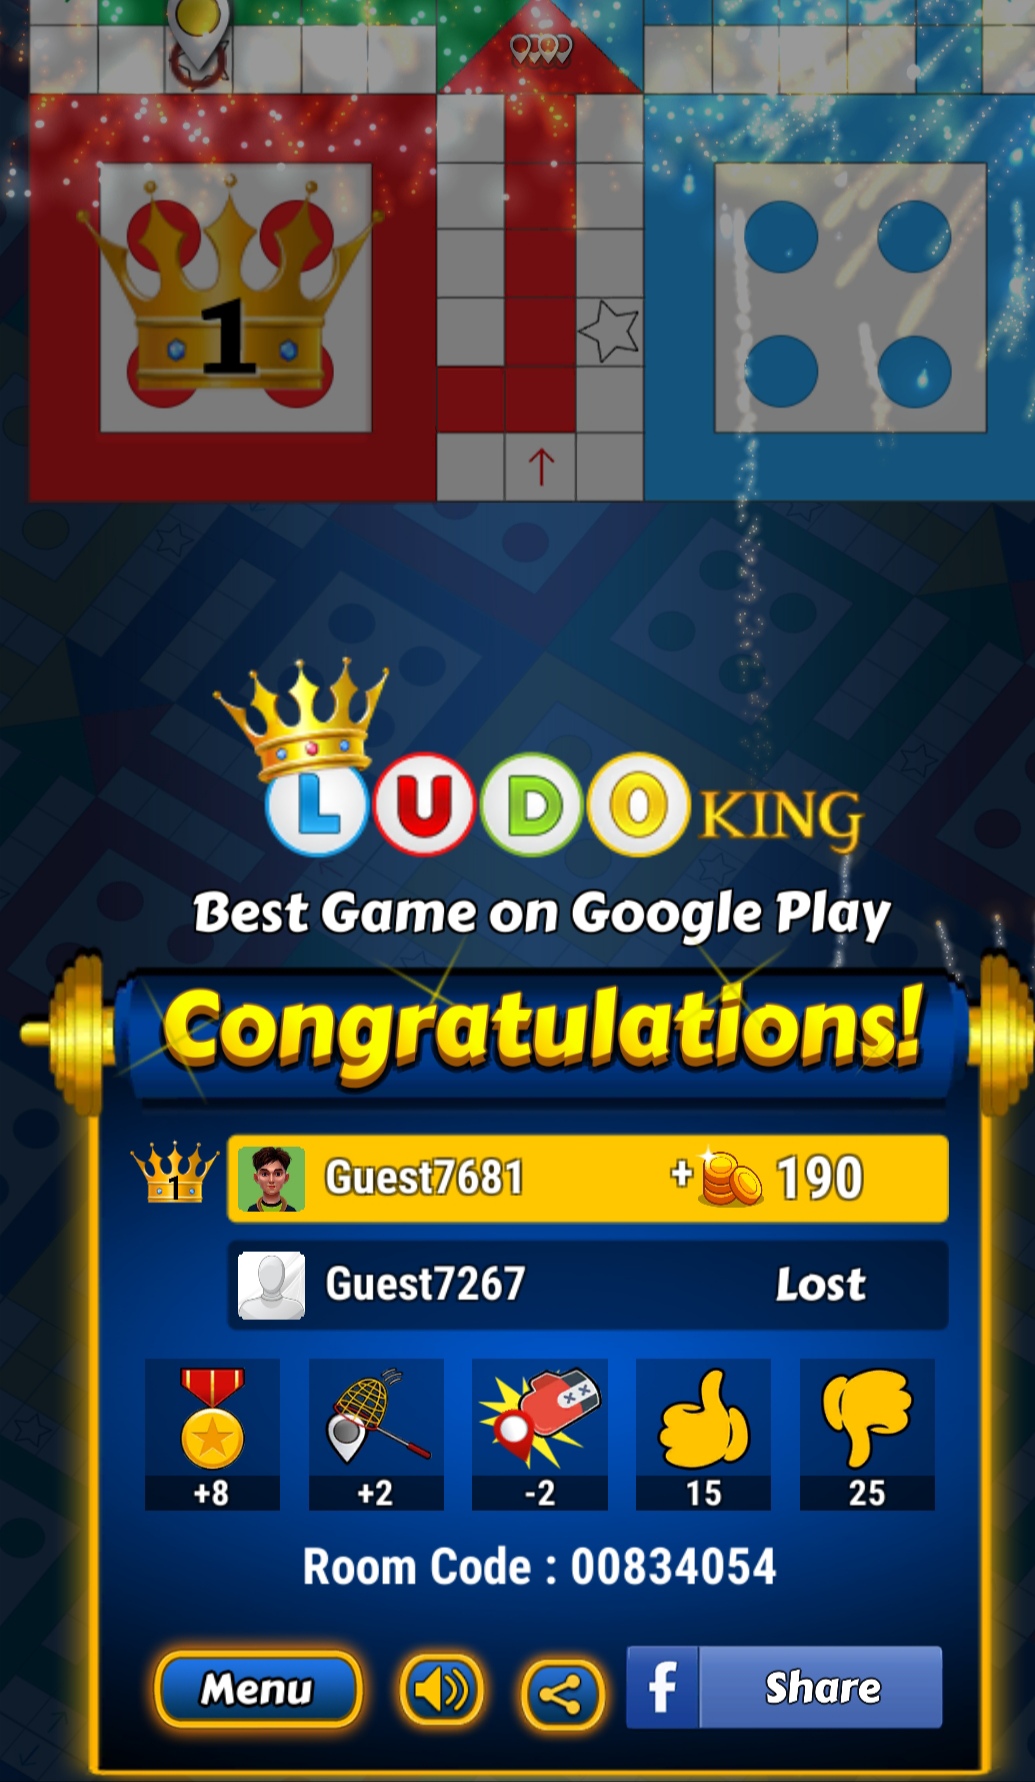 1
LUDO KING
Best Game on Google Play
Congratulations!
1 Guest7681 + 190
Guest7267 Lost
+8 +2 -2 15 25
Room Code : 00834054
Menu f Share